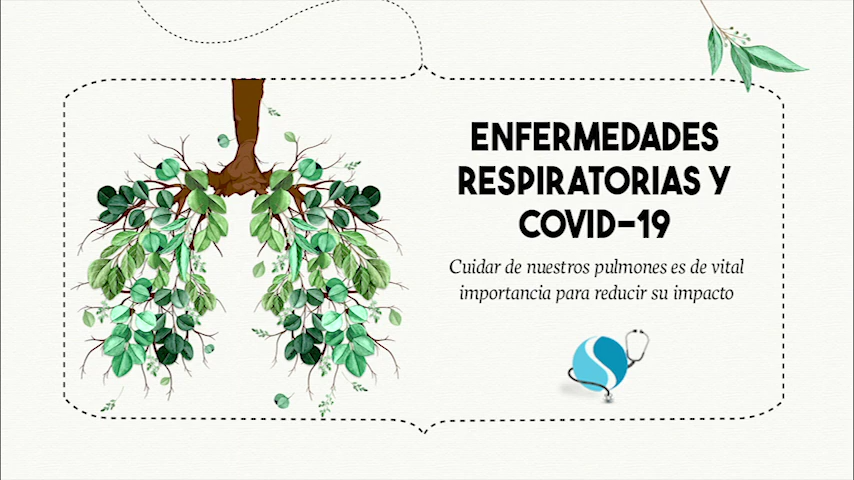 ENFERMEDADES
RESPIRATORIAS Y
COVID-19
Cuidar de nuestros pulmones es de vital
importancia para reducir su impacto